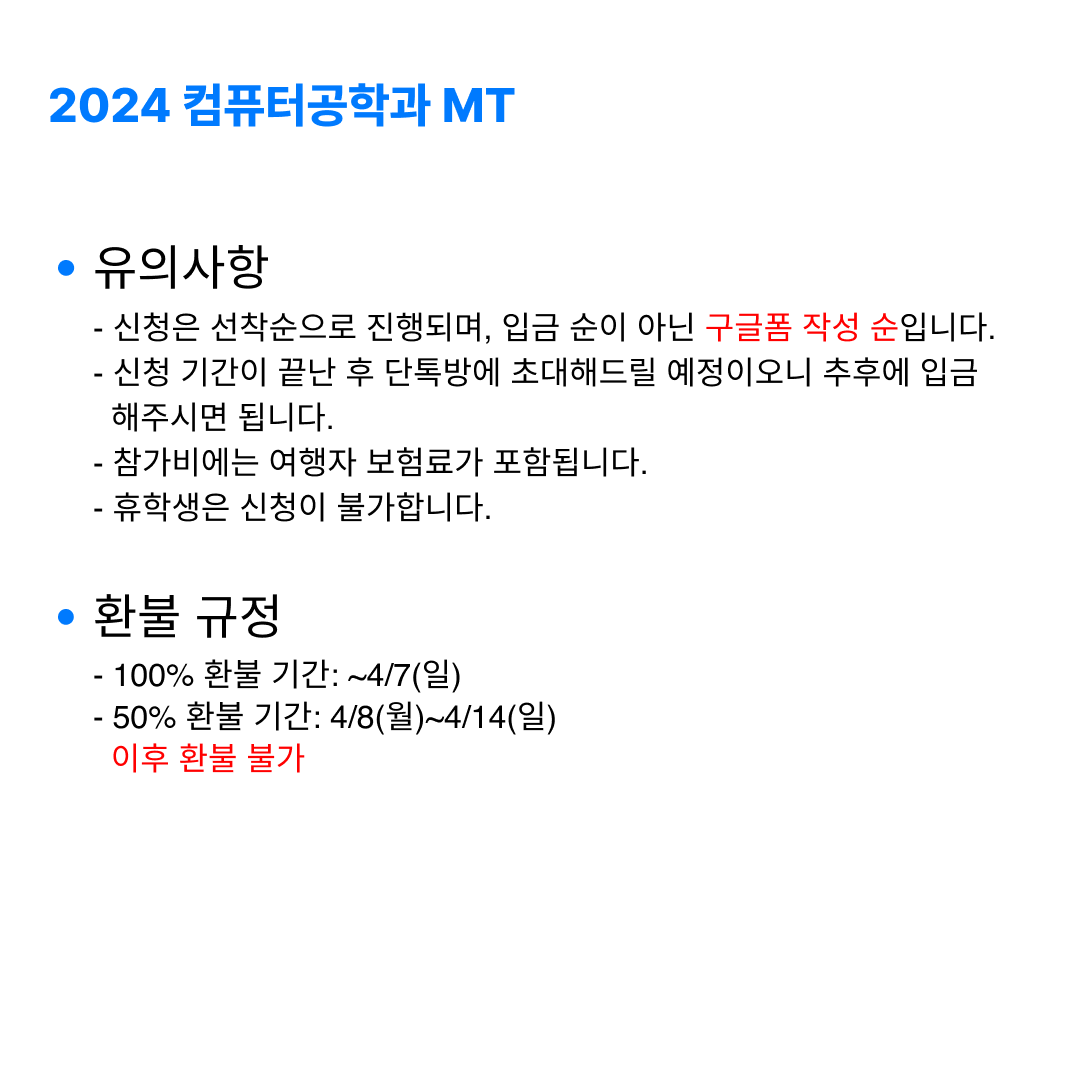 2024 컴퓨터공학과 MT
• 유의사항
- 신청은 선착순으로 진행되며, 입금 순이 아닌 구글폼 작성 순입니다.
- 신청 기간이 끝난 후 단톡방에 초대해드릴 예정이오니 추후에 입금
해주시면 됩니다.
- 참가비에는 여행자 보험료가 포함됩니다.
- 휴학생은 신청이 불가합니다.
• 환불 규정
- 100% 환불 기간: ~4/7(일)
- 50% 환불 기간: 4/8(월)~4/14(일)
이후 환불 불가